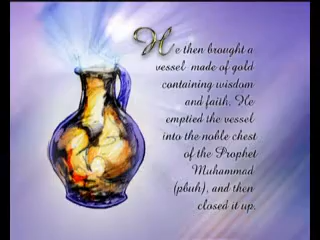 He then brought a
vessel made of gold
containing wisdom
and faith. He
emptied the vessel
into the noble chest
of the Prophet
Muhammad
(pbuh), and then
closed it up.